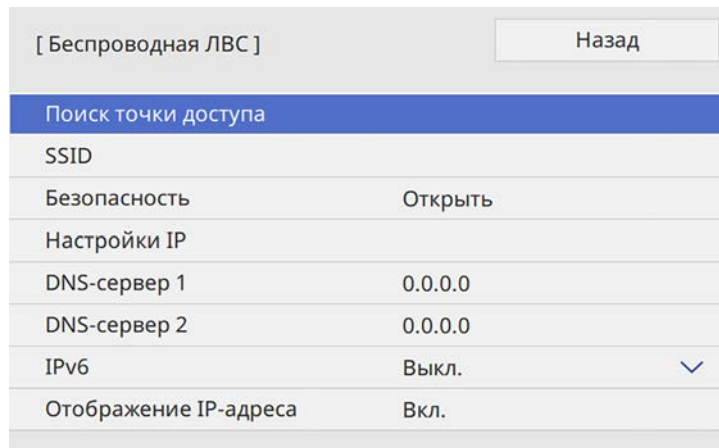 [ Беспроводная ЛВС ] Назад
Поиск точки доступа
SSID
Безопасность Открыть
Настройки IP
DNS-сервер 1 0.0.0.0
DNS-сервер 2 0.0.0.0
IPv6 Выкл.
Отображение IP-адреса Вкл.